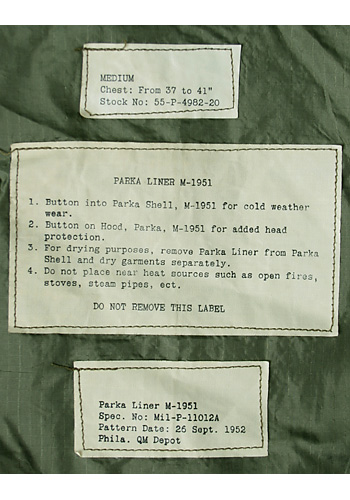 MEDIUM
Chest: From 37 to 41"
Stock No: 55-P-4982-20
PARKA LINER M-1951
1. Button into Parka Shell, M-1951 for cold weather
wear.
2. Button on Hood, Parka, M-1951 for added head
protection.
3. For drying purposes, remove Parka Liner from Parka
Shell and dry garments separately.
4. Do not place near heat sources such as open fires,
stoves, steam pipes, ect.
DO NOT REMOVE THIS LABEL
Parka Liner M-1951
Spec. No: Mil-P-11012A
Pattern Date: 26 Sept. 1952
Phila. QM Depot